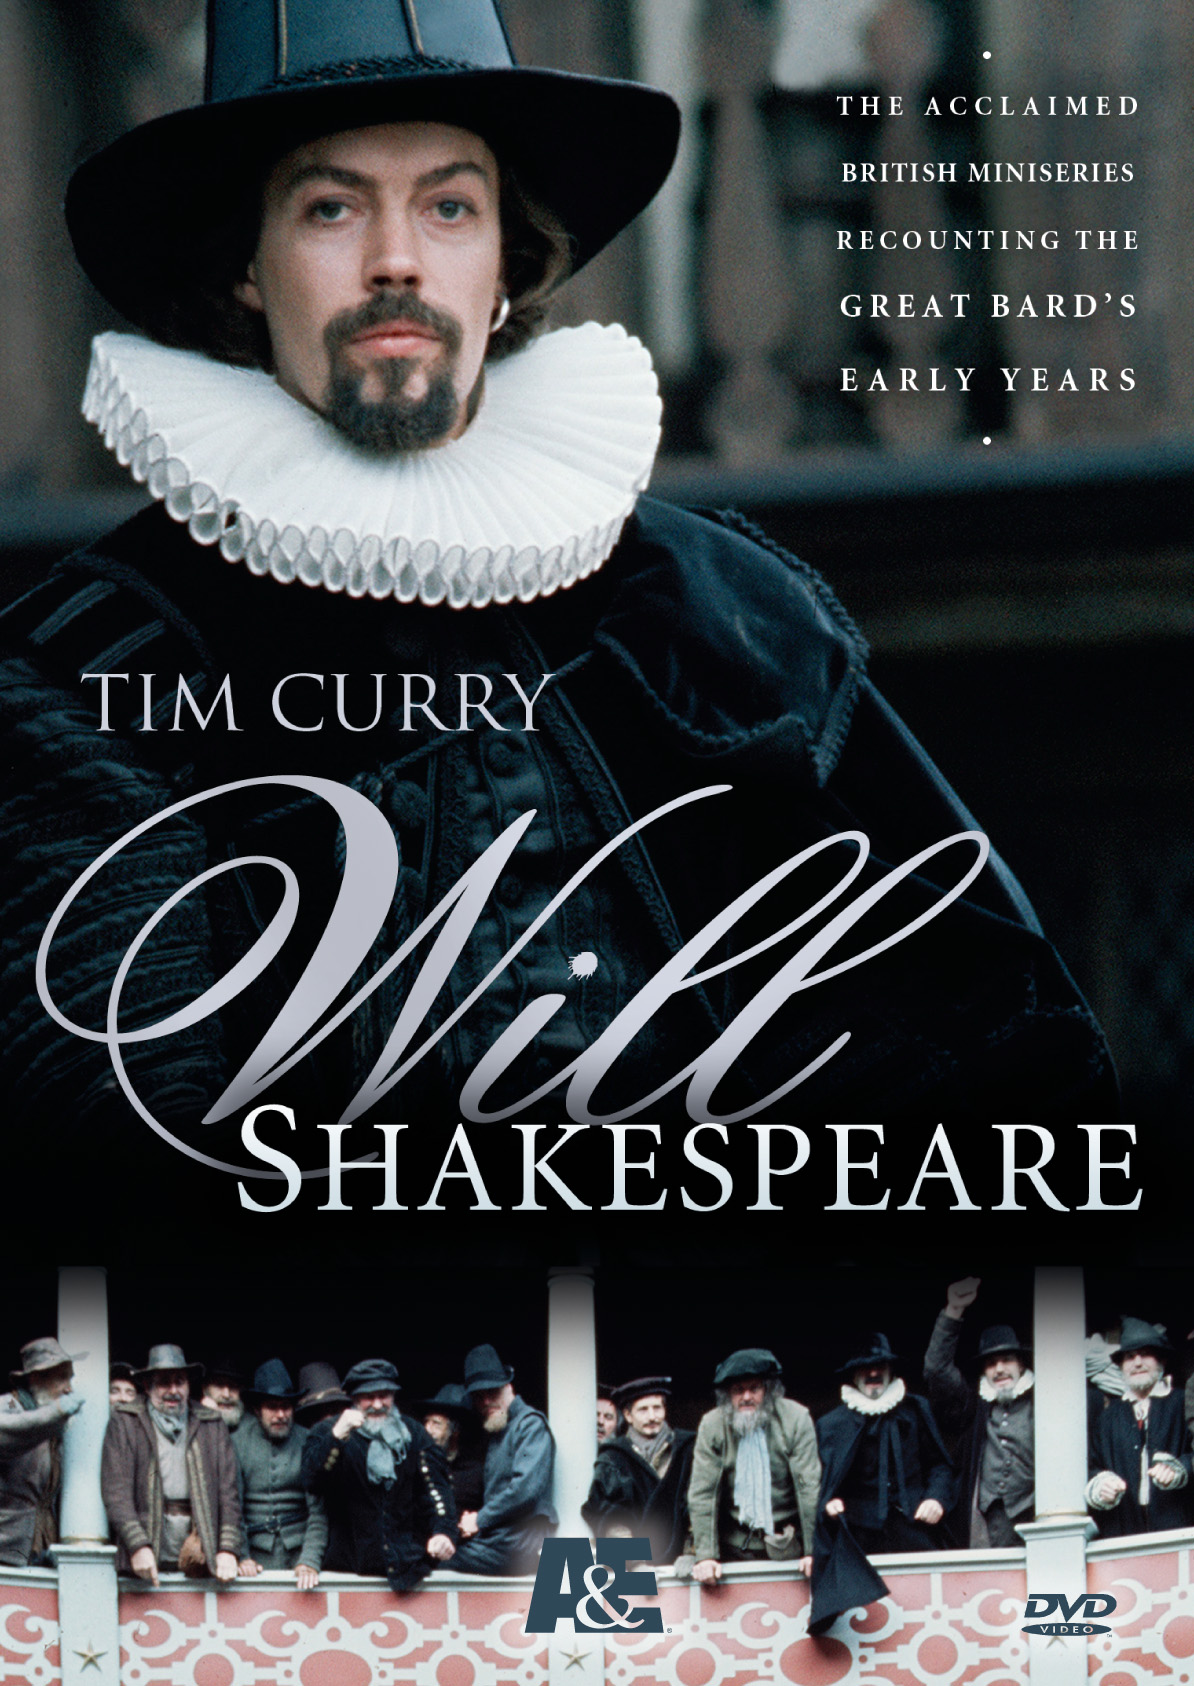 THE ACCLAIMED
BRITISH MINISERIES
RECOUNTING THE
GREAT BARD'S
EARLY YEARS
TIM CURRY
Will
SHAKESPEARE
A&E
DVD
VIDEO